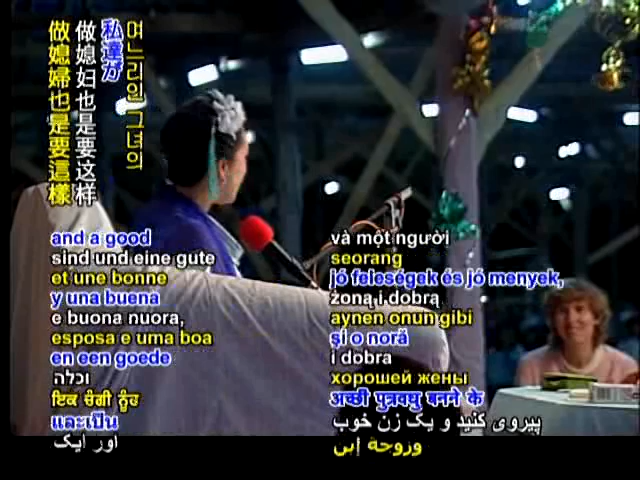 做媳婦也是要這樣
做媳妇也是要这样
私達が
며느리인 그녀의
and a good
sind und eine gute
et une bonne
y una buena
e buona nuora,
esposa e uma boa
en een goede
וכלה
ਇਕ ਚੰਗੀ ਨੂੰਹ
และเป็น
اور ایک
và một người
seorang
jó feleségek és jó menyek,
żoną i dobrą
aynen onun gibi
și o noră
i dobra
хорошей жены
अच्छी पुत्रवधु बनने के
پیروی کنید و یک زن خوب
وزوجة إبن